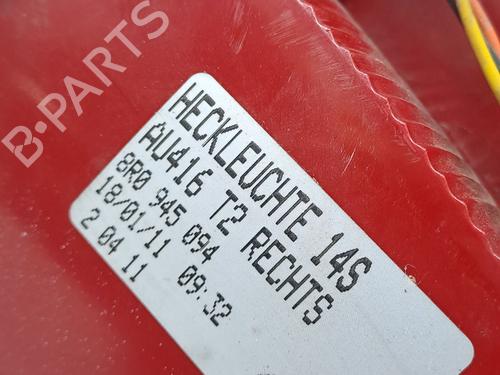 B-PARTS
HECKLEUCHTE 14S
AU416 T2 RECHTS
8R0 945 094
18/01/11 09:32
2 04 11